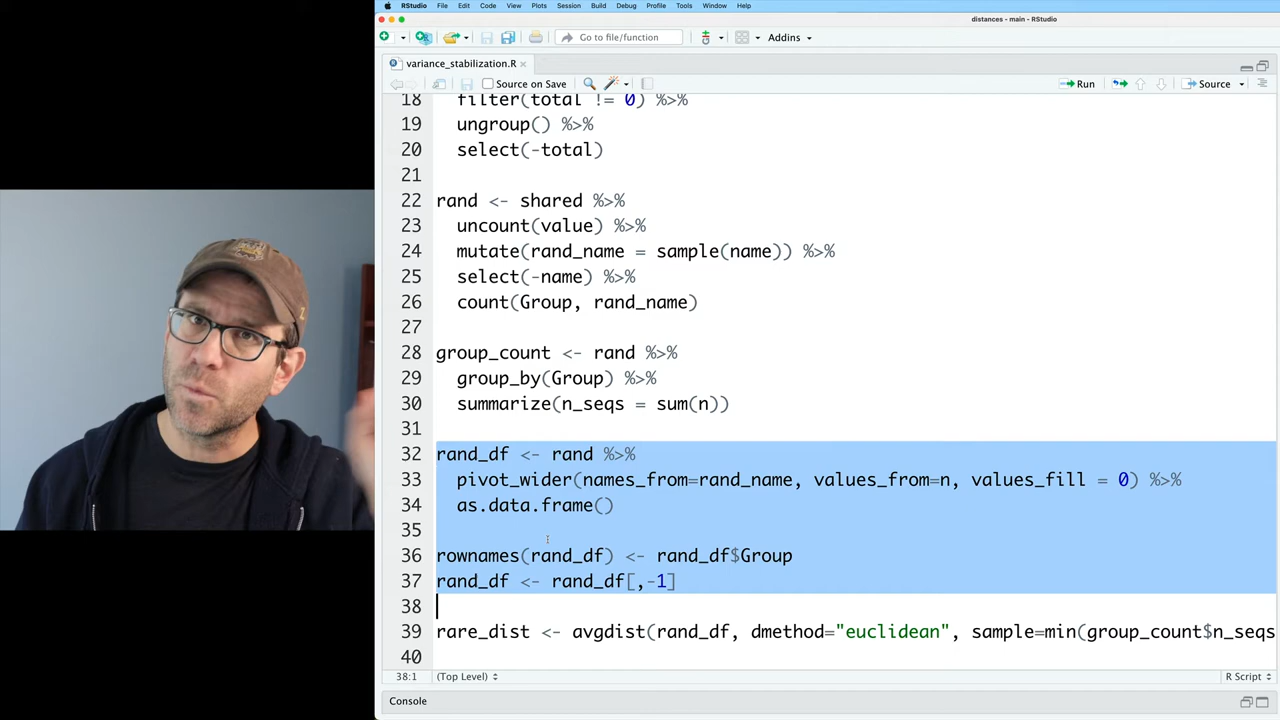 RStudio File Edit Code View Plots Session Build Debug Profile Tools Window Help
distances - main - RStudio
Go to file/function Addins
variance_stabilization.R
Source on Save Run Source
18 filter(total != 0) %>%
19 ungroup() %>%
20 select(-total)
21
22 rand <- shared %>%
23 uncount(value) %>%
24 mutate(rand_name = sample(name)) %>%
25 select(-name) %>%
26 count(Group, rand_name)
27
28 group_count <- rand %>%
29 group_by(Group) %>%
30 summarize(n_seqs = sum(n))
31
32 rand_df <- rand %>%
33 pivot_wider(names_from=rand_name, values_from=n, values_fill = 0) %>%
34 as.data.frame()
35
36 rownames(rand_df) <- rand_df$Group
37 rand_df <- rand_df[,-1]
38
39 rare_dist <- avgdist(rand_df, dmethod="euclidean", sample=min(group_count$n_seqs
40
38:1 (Top Level) R Script
Console